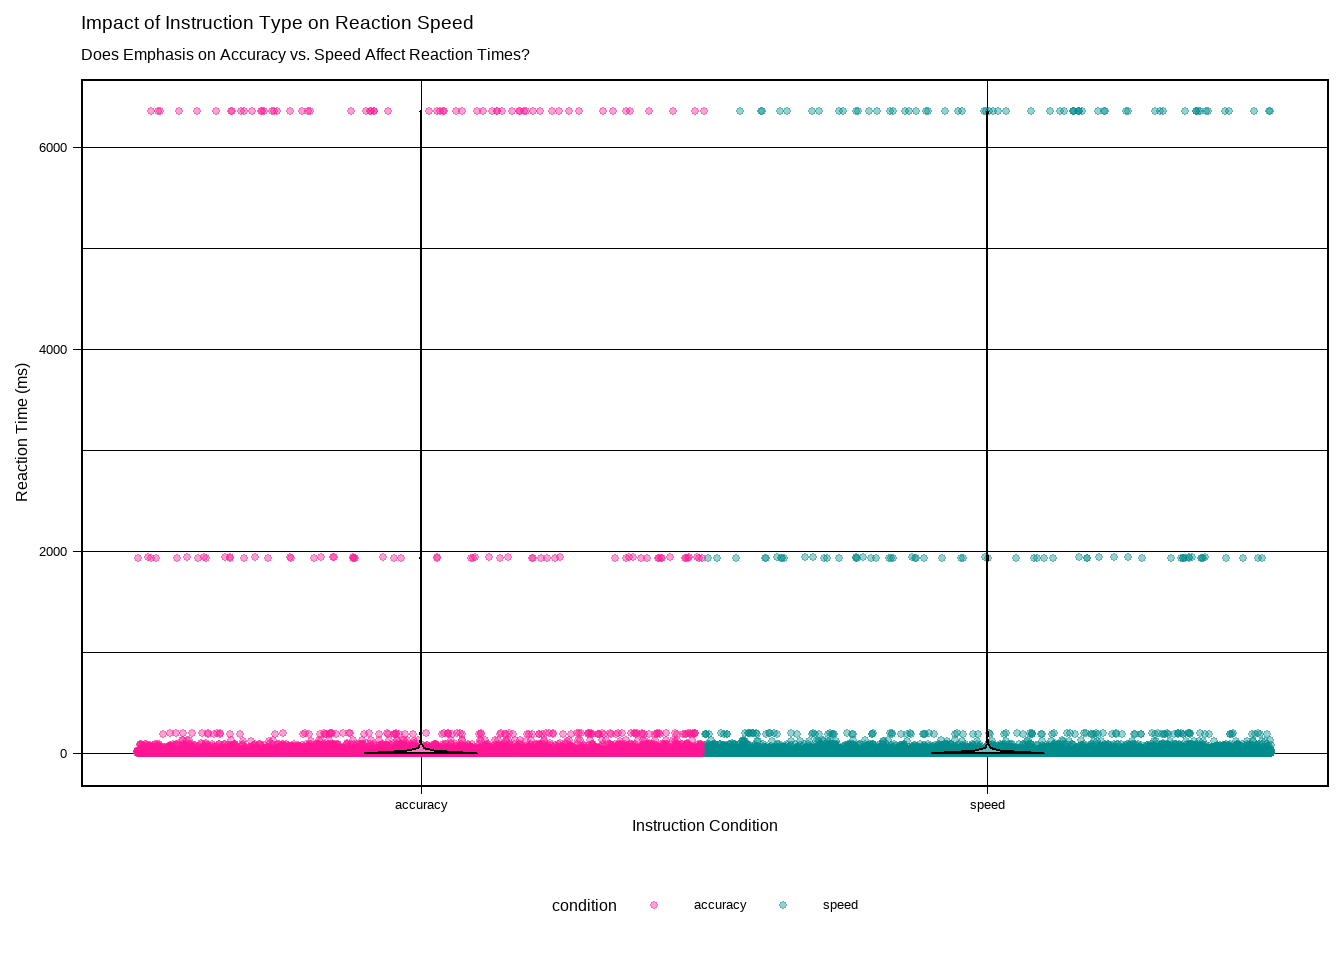 Impact of Instruction Type on Reaction Speed
Does Emphasis on Accuracy vs. Speed Affect Reaction Times?
Reaction Time (ms)
6000
4000
2000
0
accuracy speed
Instruction Condition
condition accuracy speed